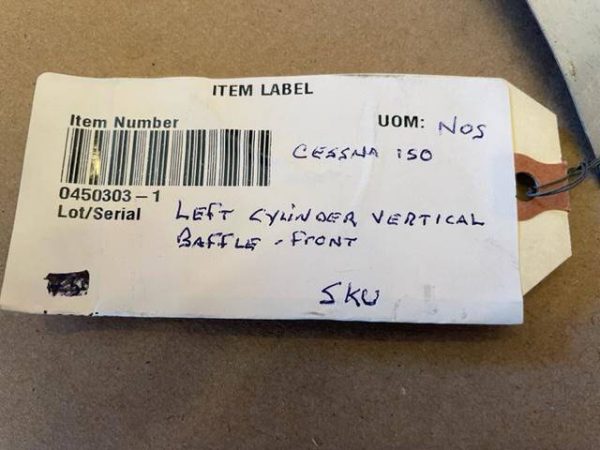 ITEM LABEL
Item Number UOM: NOS
CESSNA 150
0450303-1
Lot/Serial LEFT CYLINDER VERTICAL
BAFFLE - FRONT
SKU